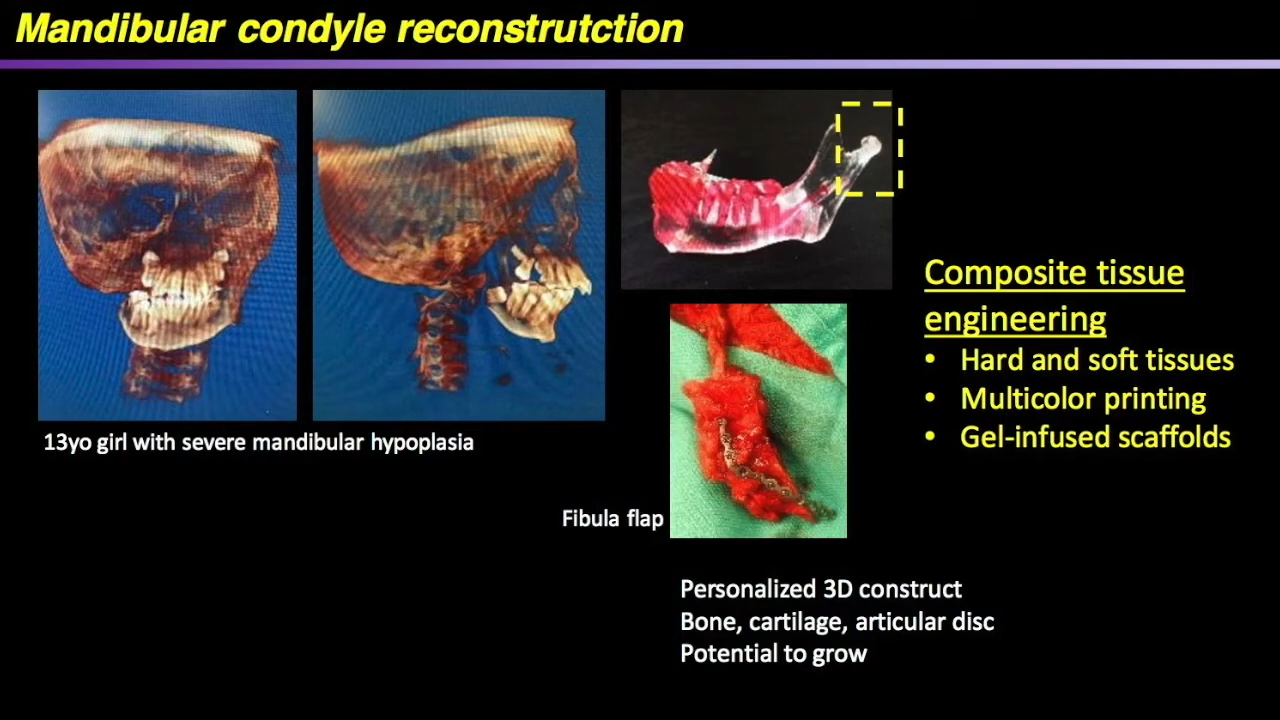 Mandibular condyle reconstrutction
13yo girl with severe mandibular hypoplasia
Fibula flap
Personalized 3D construct
Bone, cartilage, articular disc
Potential to grow
Composite tissue
engineering
• Hard and soft tissues
• Multicolor printing
• Gel-infused scaffolds